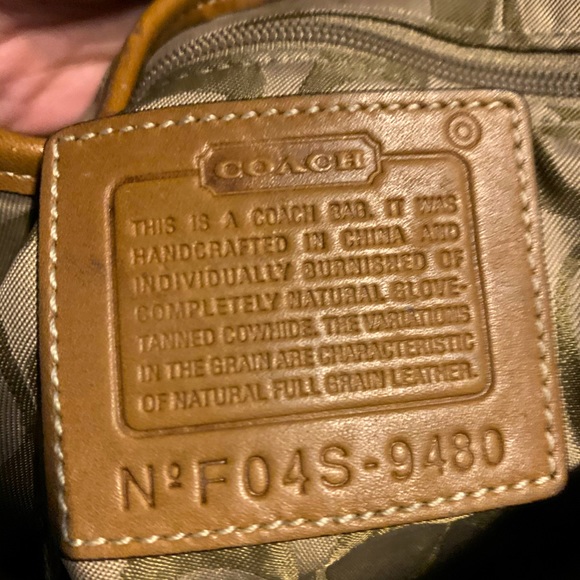 COACH
THIS IS A COACH BAG. IT WAS
HANDCRAFTED IN CHINA AND
INDIVIDUALLY BURNISHED OF
COMPLETELY NATURAL GLOVE-
TANNED COWHIDE. THE VARIATIONS
IN THE GRAIN ARE CHARACTERISTIC
OF NATURAL FULL GRAIN LEATHER.
Nº F04S-9480